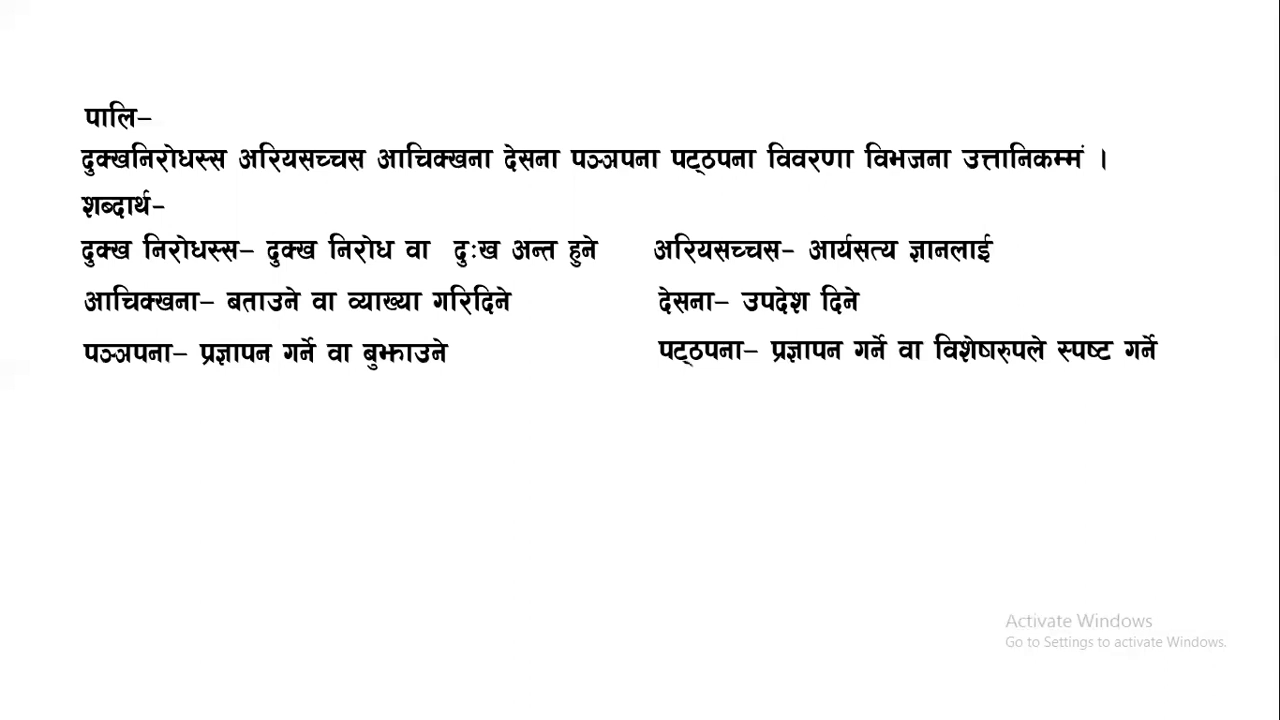 पालि-
दुक्खनिरोधस्स अरियसच्चस आचिक्खना देसना पञ्ञपना पट्ठपना विवरणा विभजना उत्तानिकम्मं ।
शब्दार्थ-
दुक्ख निरोधस्स- दुक्ख निरोध वा दुःख अन्त हुने अरियसच्चस- आर्यसत्य ज्ञानलाई
आचिक्खना- बताउने वा व्याख्या गरिदिने देसना- उपदेश दिने
पञ्ञपना- प्रज्ञापन गर्ने वा बुझाउने पट्ठपना- प्रज्ञापन गर्ने वा विशेषरुपले स्पष्ट गर्ने
Activate Windows
Go to Settings to activate Windows.